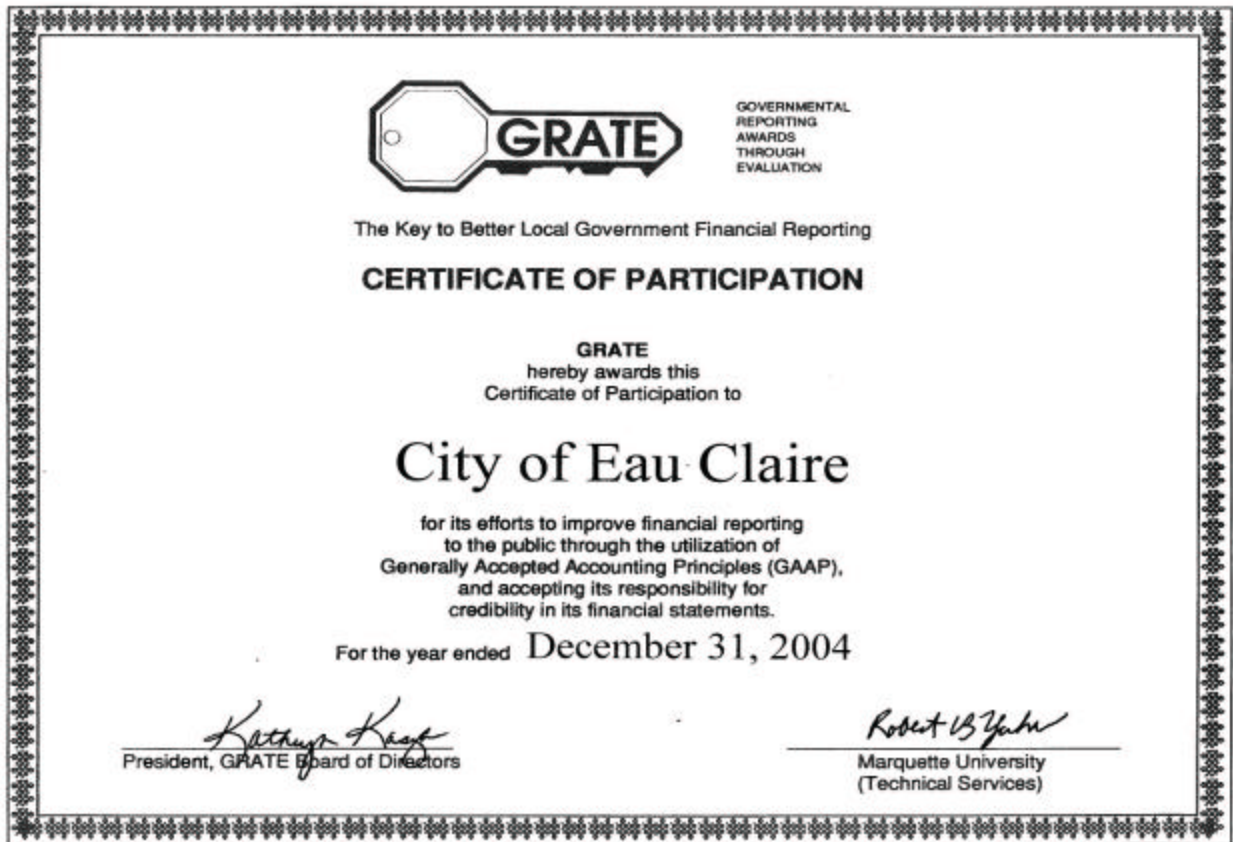 GRATE
GOVERNMENTAL
REPORTING
AWARDS
THROUGH
EVALUATION
The Key to Better Local Government Financial Reporting
CERTIFICATE OF PARTICIPATION
GRATE
hereby awards this
Certificate of Participation to
City of Eau Claire
for its efforts to improve financial reporting
to the public through the utilization of
Generally Accepted Accounting Principles (GAAP),
and accepting its responsibility for
credibility in its financial statements.
For the year ended December 31, 2004
Kathryn
President, GRATE Board of Directors
Robert B
Marquette University
(Technical Services)